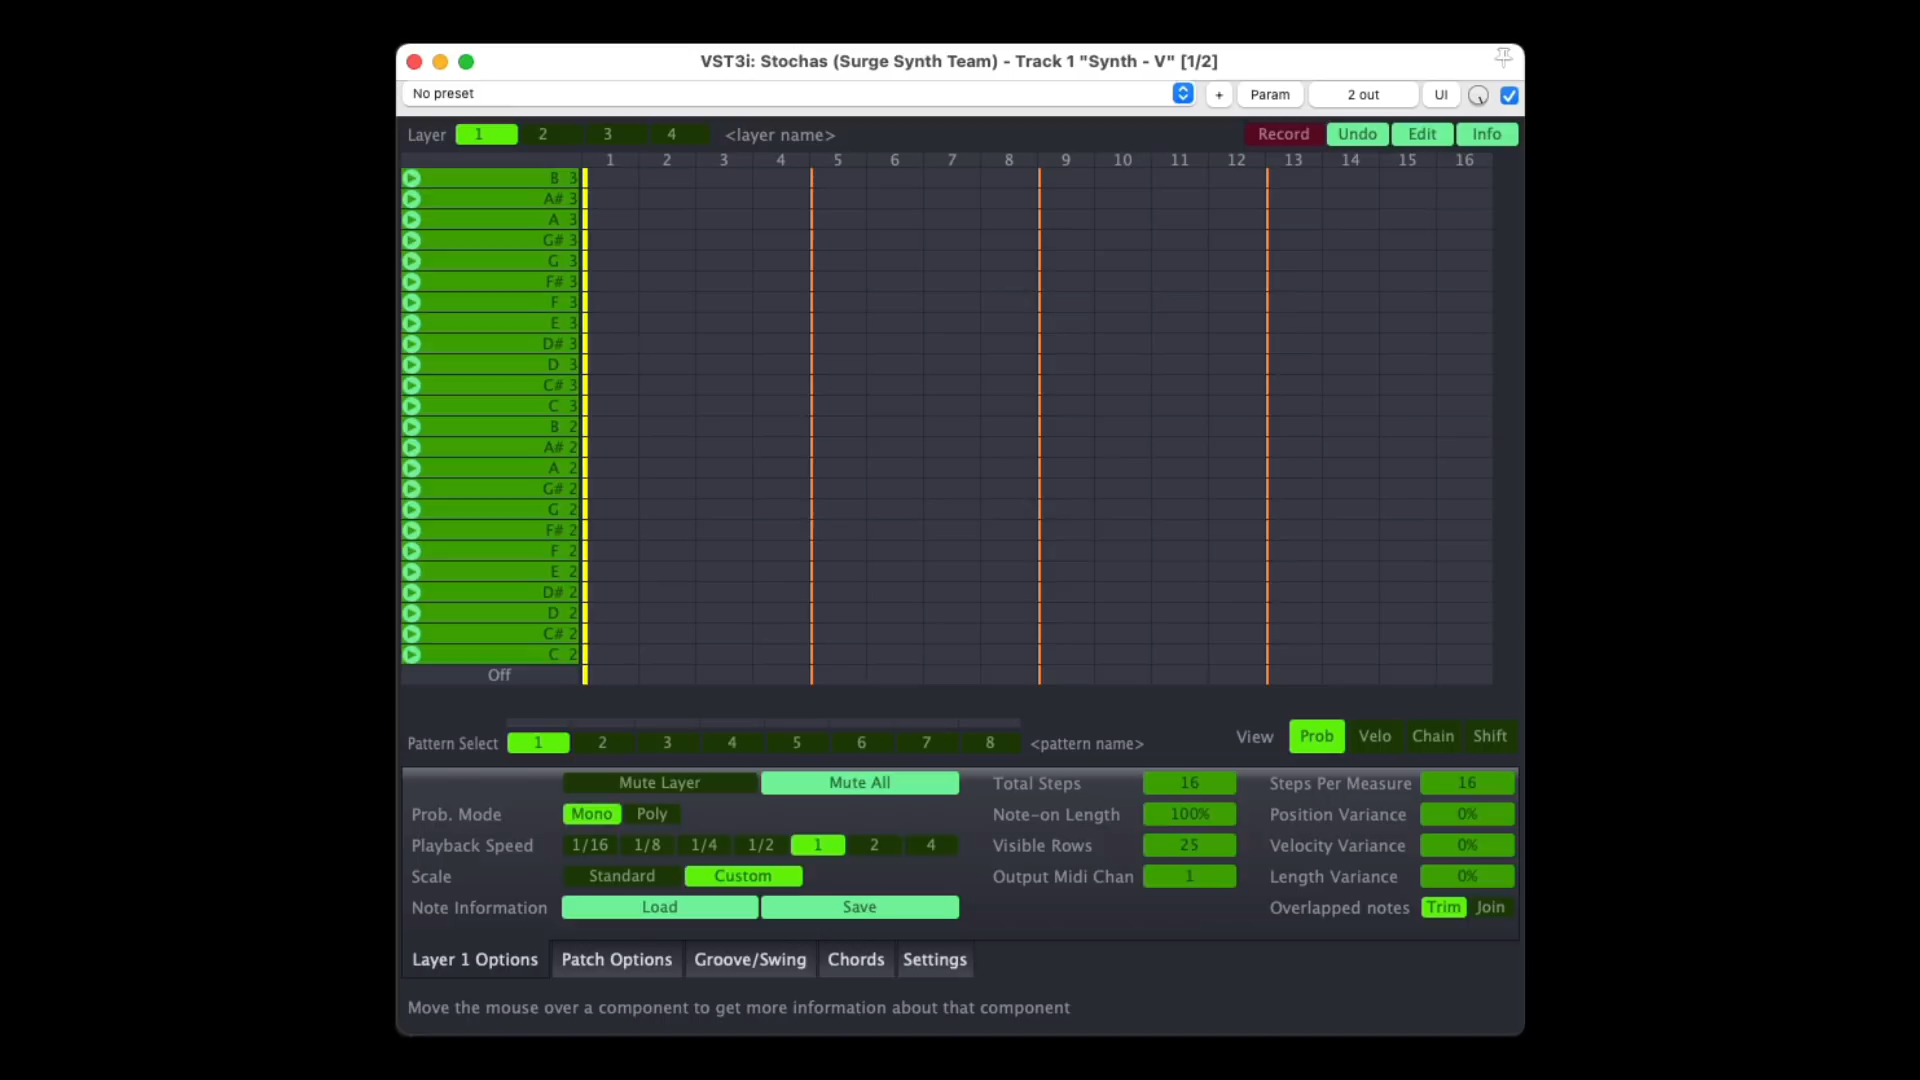 VST3i: Stochas (Surge Synth Team) - Track 1 "Synth - V" [1/2]
No preset + Param 2 out UI
Layer 1 2 3 4 <layer name> Record Undo Edit Info
1 2 3 4 5 6 7 8 9 10 11 12 13 14 15 16
B 3
A# 3
A 3
G# 3
G 3
F# 3
F 3
E 3
D# 3
D 3
C# 3
C 3
B 2
A# 2
A 2
G# 2
G 2
F# 2
F 2
E 2
D# 2
D 2
C# 2
C 2
Off
Pattern Select 1 2 3 4 5 6 7 8 <pattern name> View Prob Velo Chain Shift
Mute Layer Mute All Total Steps 16 Steps Per Measure 16
Prob. Mode Mono Poly Note-on Length 100% Position Variance 0%
Playback Speed 1/16 1/8 1/4 1/2 1 2 4 Visible Rows 25 Velocity Variance 0%
Scale Standard Custom Output Midi Chan 1 Length Variance 0%
Note Information Load Save Overlapped notes Trim Join
Layer 1 Options Patch Options Groove/Swing Chords Settings
Move the mouse over a component to get more information about that component